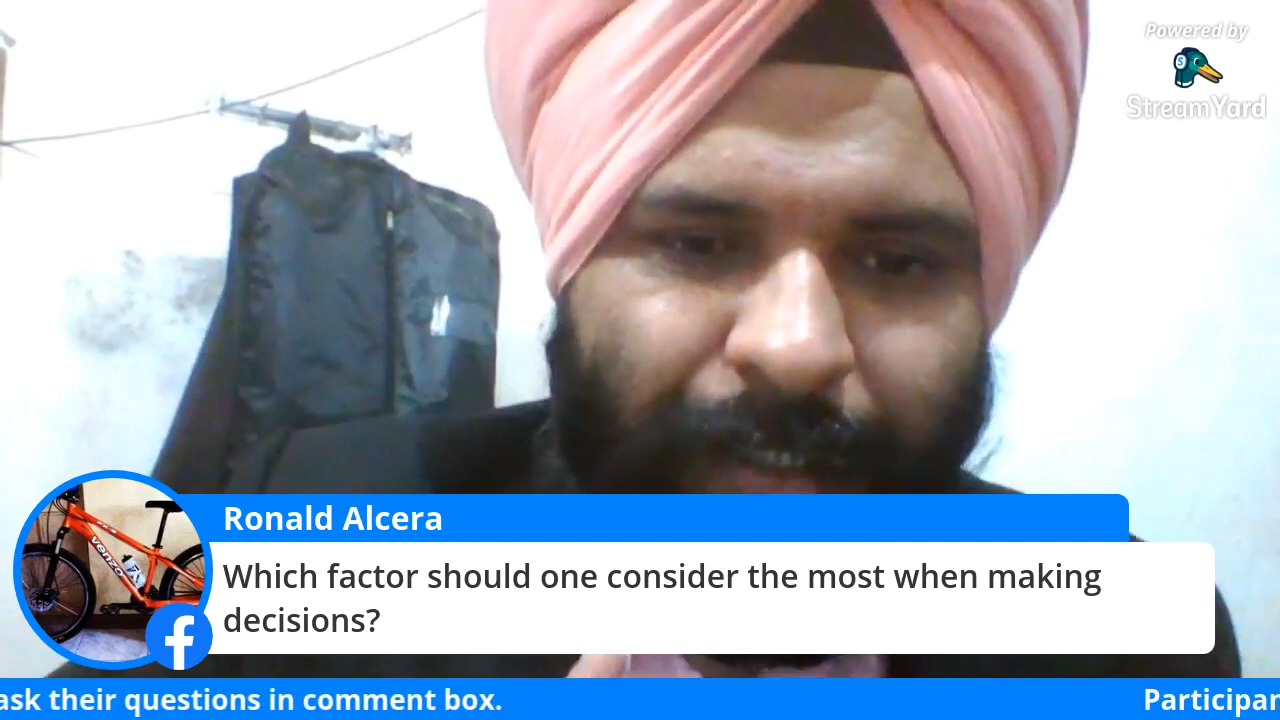 Powered by
StreamYard
venzo
Ronald Alcera
Which factor should one consider the most when making
decisions?
ask their questions in comment box.
Participan